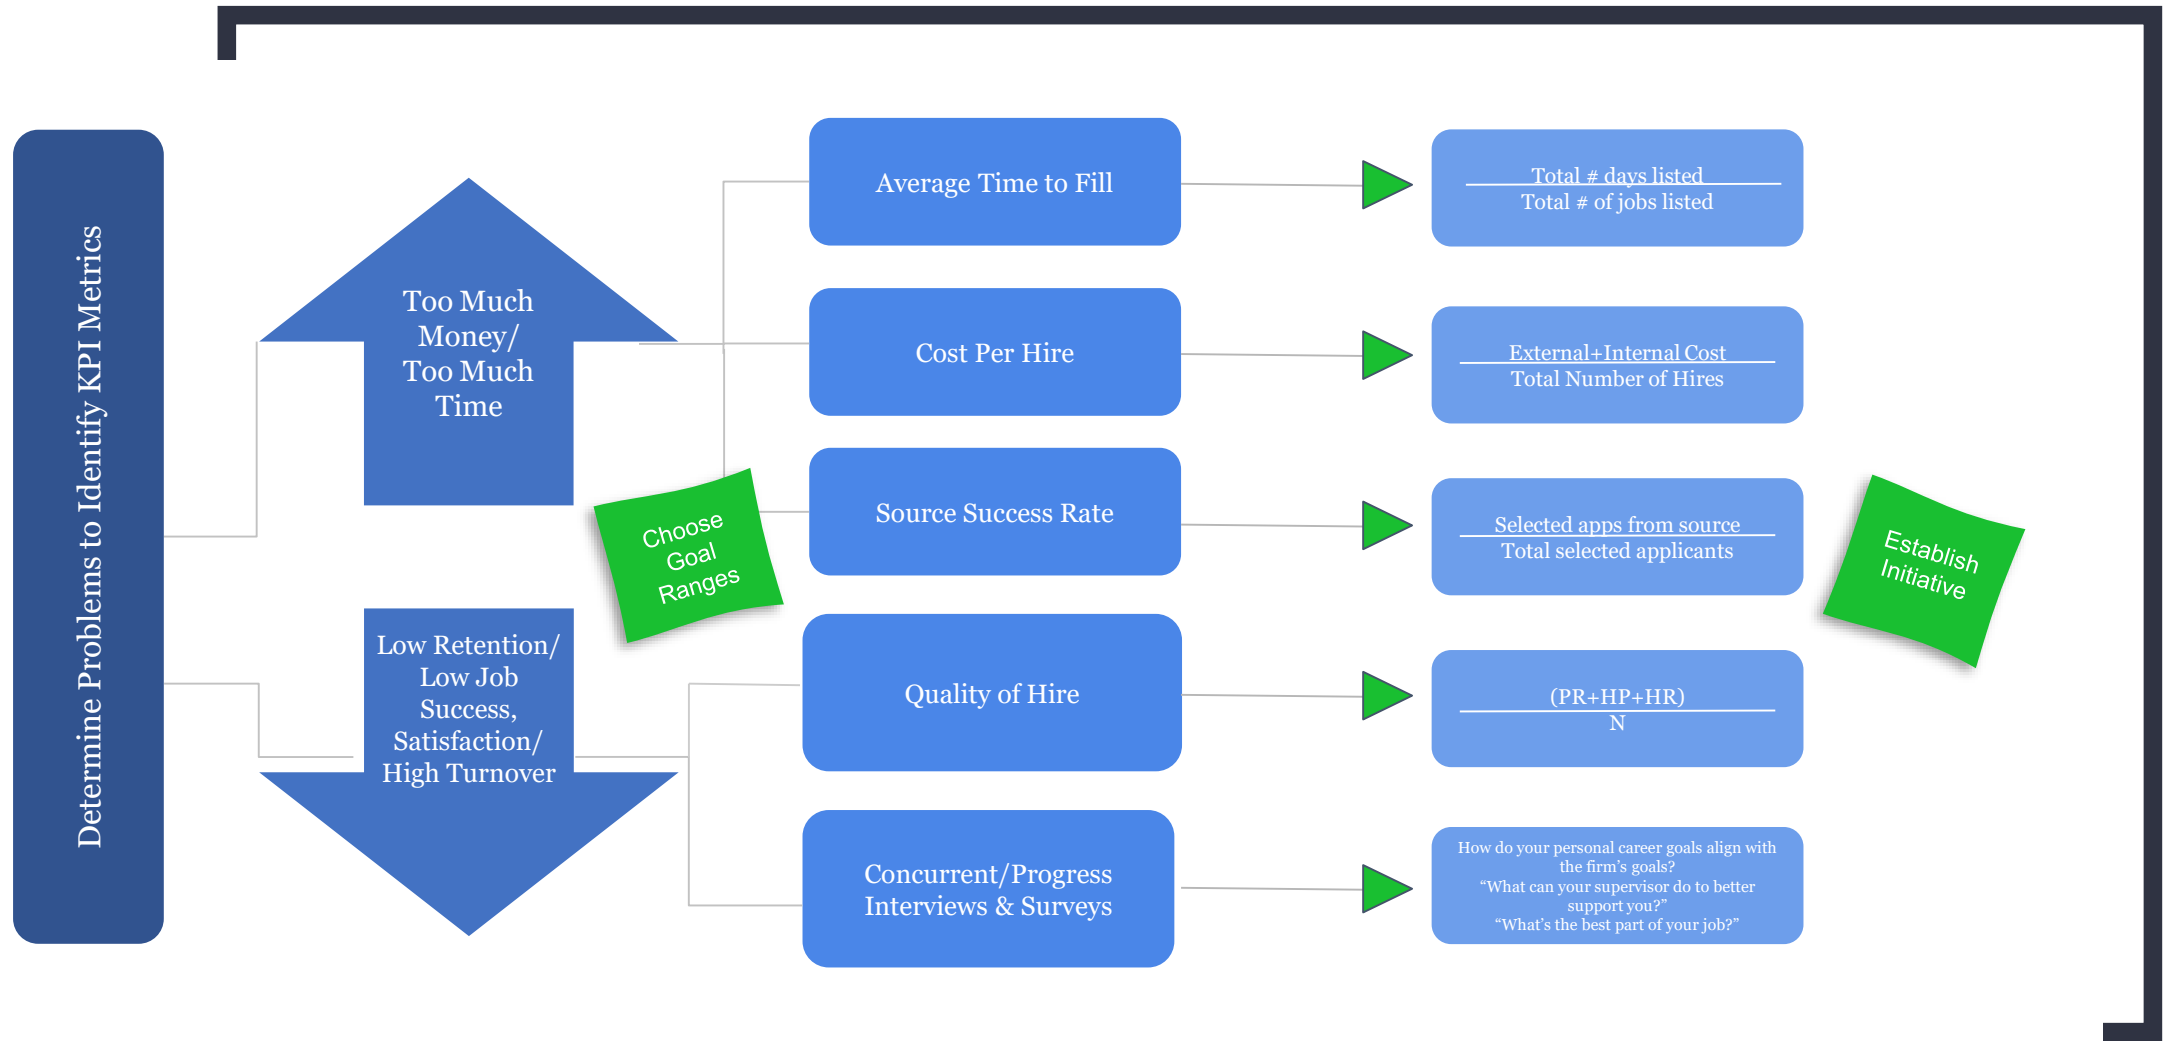 Determine Problems to Identify KPI Metrics
Too Much
Money/
Too Much
Time
Low Retention/
Low Job
Success,
Satisfaction/
High Turnover
Choose
Goal
Ranges
Average Time to Fill
Cost Per Hire
Source Success Rate
Quality of Hire
Concurrent/Progress
Interviews & Surveys
Total # days listed
Total # of jobs listed
External+Internal Cost
Total Number of Hires
Selected apps from source
Total selected applicants
(PR+HP+HR)
N
How do your personal career goals align with
the firm’s goals?
“What can your supervisor do to better
support you?”
“What’s the best part of your job?”
Establish
Initiative